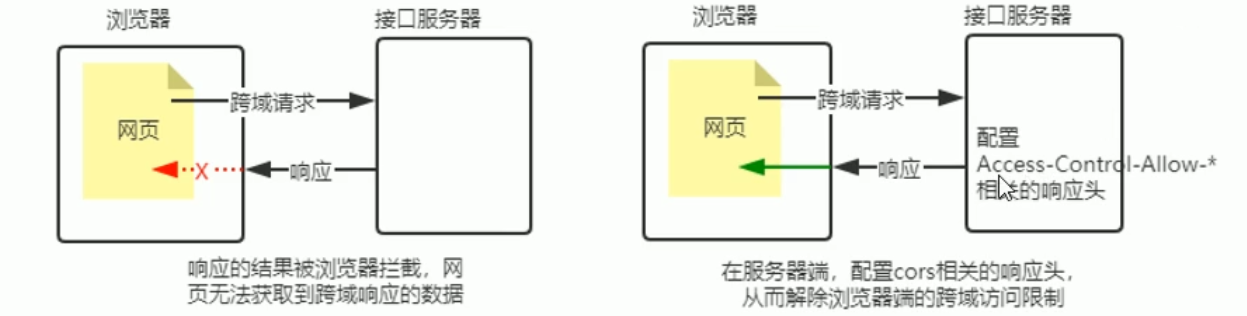 浏览器
接口服务器
跨域请求
网页
X
响应
响应的结果被浏览器拦截，网
页无法获取到跨域响应的数据
浏览器
接口服务器
跨域请求
网页
响应
配置
Access-Control-Allow-*
相关的响应头
在服务器端，配置cors相关的响应头，
从而解除浏览器端的跨域访问限制